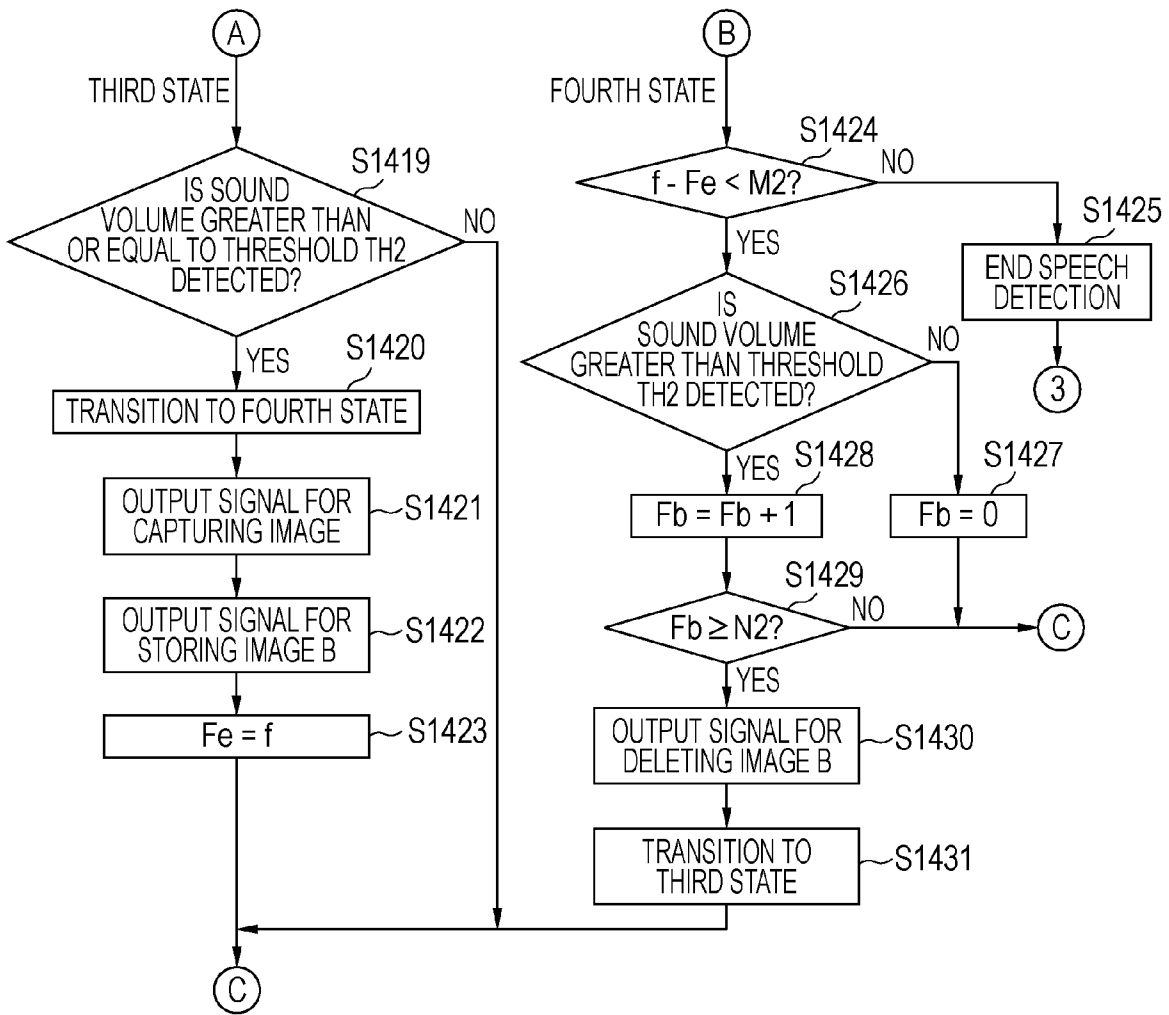 A
THIRD STATE
S1419
IS SOUND
VOLUME GREATER THAN
OR EQUAL TO THRESHOLD TH2
DETECTED?
NO
YES
S1420
TRANSITION TO FOURTH STATE
OUTPUT SIGNAL FOR
CAPTURING IMAGE
S1421
OUTPUT SIGNAL FOR
STORING IMAGE B
S1422
Fe = f
S1423
C
B
FOURTH STATE
S1424
f - Fe < M2?
NO
YES
S1425
END SPEECH
DETECTION
3
S1426
IS
SOUND VOLUME
GREATER THAN THRESHOLD
TH2 DETECTED?
NO
YES
S1428
Fb = Fb + 1
S1427
Fb = 0
S1429
Fb ≥ N2?
NO
C
YES
OUTPUT SIGNAL FOR
DELETING IMAGE B
S1430
TRANSITION TO
THIRD STATE
S1431